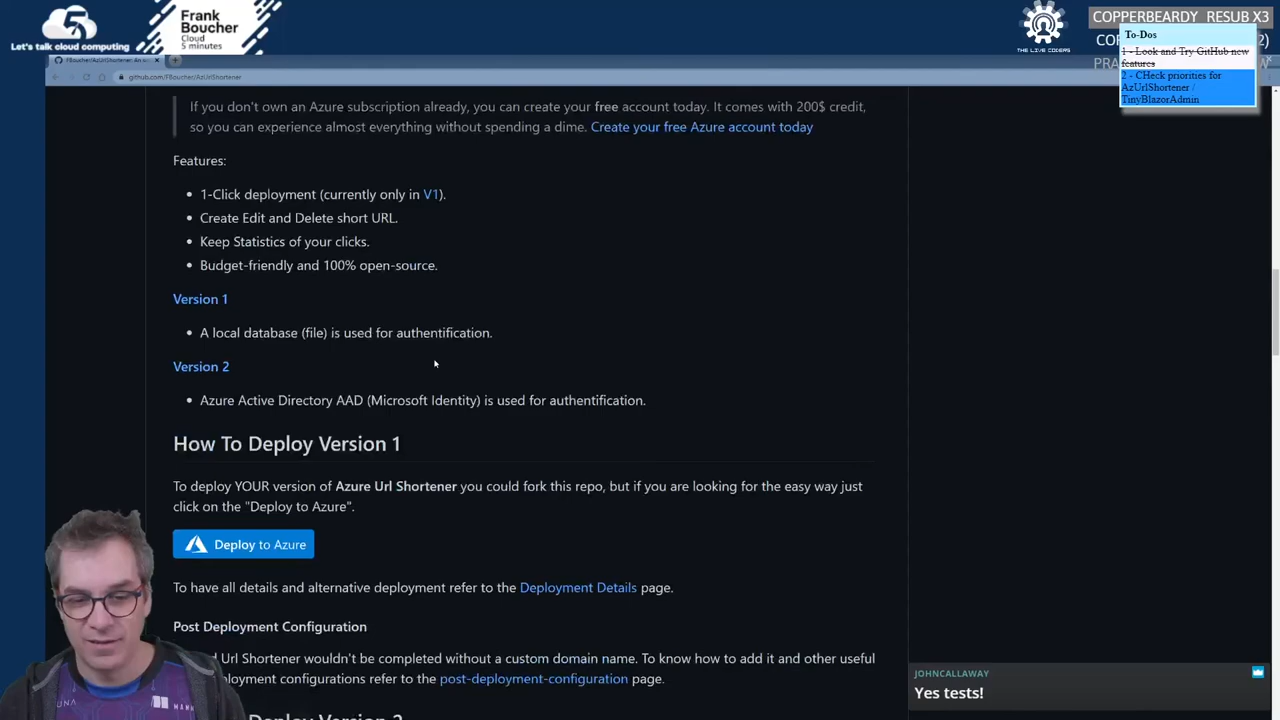 5
Let's talk cloud computing
Frank
Boucher
Cloud
5 minutes
THE LIVE CODERS
COPPERBEARDY RESUB X3
To-Dos
1 - Look and Try GitHub new
features
2 - CHeck priorities for
AzUrlShortener /
TinyBlazorAdmin
github.com/FBoucher/AzUrlShortener
If you don't own an Azure subscription already, you can create your free account today. It comes with 200$ credit,
so you can experience almost everything without spending a dime. Create your free Azure account today
Features:
1-Click deployment (currently only in V1).
Create Edit and Delete short URL.
Keep Statistics of your clicks.
Budget-friendly and 100% open-source.
Version 1
A local database (file) is used for authentification.
Version 2
Azure Active Directory AAD (Microsoft Identity) is used for authentification.
How To Deploy Version 1
To deploy YOUR version of Azure Url Shortener you could fork this repo, but if you are looking for the easy way just
click on the "Deploy to Azure".
Deploy to Azure
To have all details and alternative deployment refer to the Deployment Details page.
Post Deployment Configuration
Url Shortener wouldn't be completed without a custom domain name. To know how to add it and other useful
configurations refer to the post-deployment-configuration page.
JOHNCALLAWAY
Yes tests!